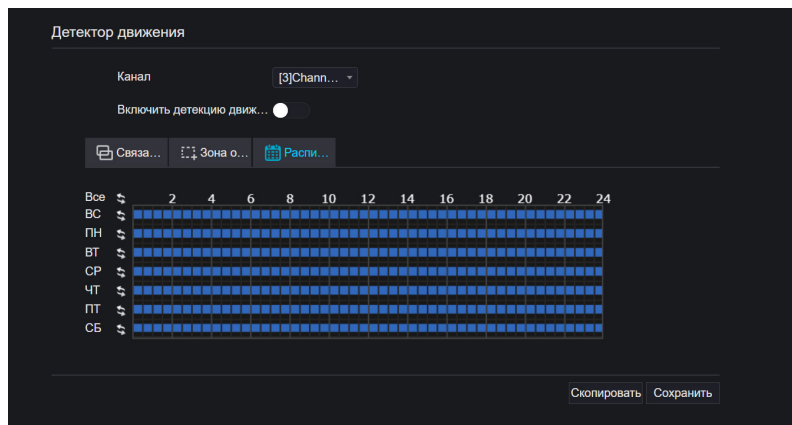 Детектор движения
Канал [3]Chann...
Включить детекцию движ...
Связа... Зона о... Распи...
Все 2 4 6 8 10 12 14 16 18 20 22 24
ВС
ПН
ВТ
СР
ЧТ
ПТ
СБ
Скопировать Сохранить